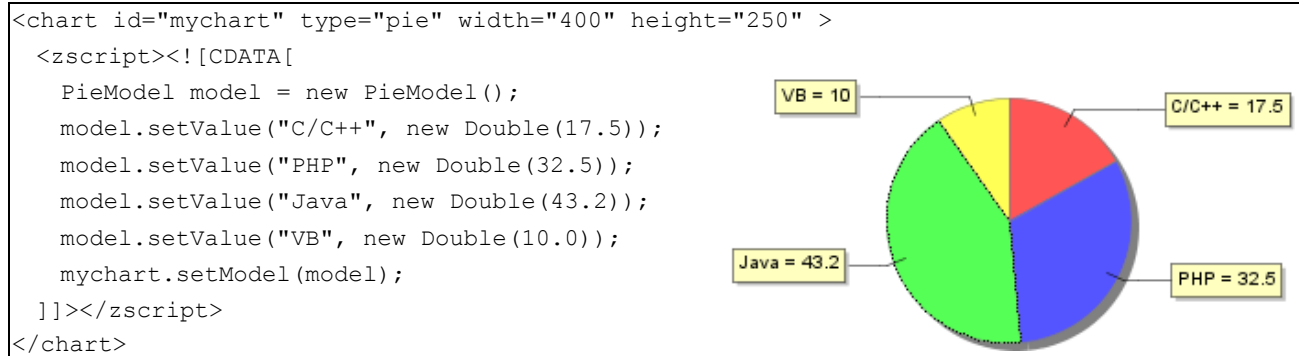 <chart id="mychart" type="pie" width="400" height="250" >
<zscript><![CDATA[
PieModel model = new PieModel();
model.setValue("C/C++", new Double(17.5));
model.setValue("PHP", new Double(32.5));
model.setValue("Java", new Double(43.2));
model.setValue("VB", new Double(10.0));
mychart.setModel(model);
]]></zscript>
</chart>
VB = 10
C/C++ = 17.5
Java = 43.2
PHP = 32.5